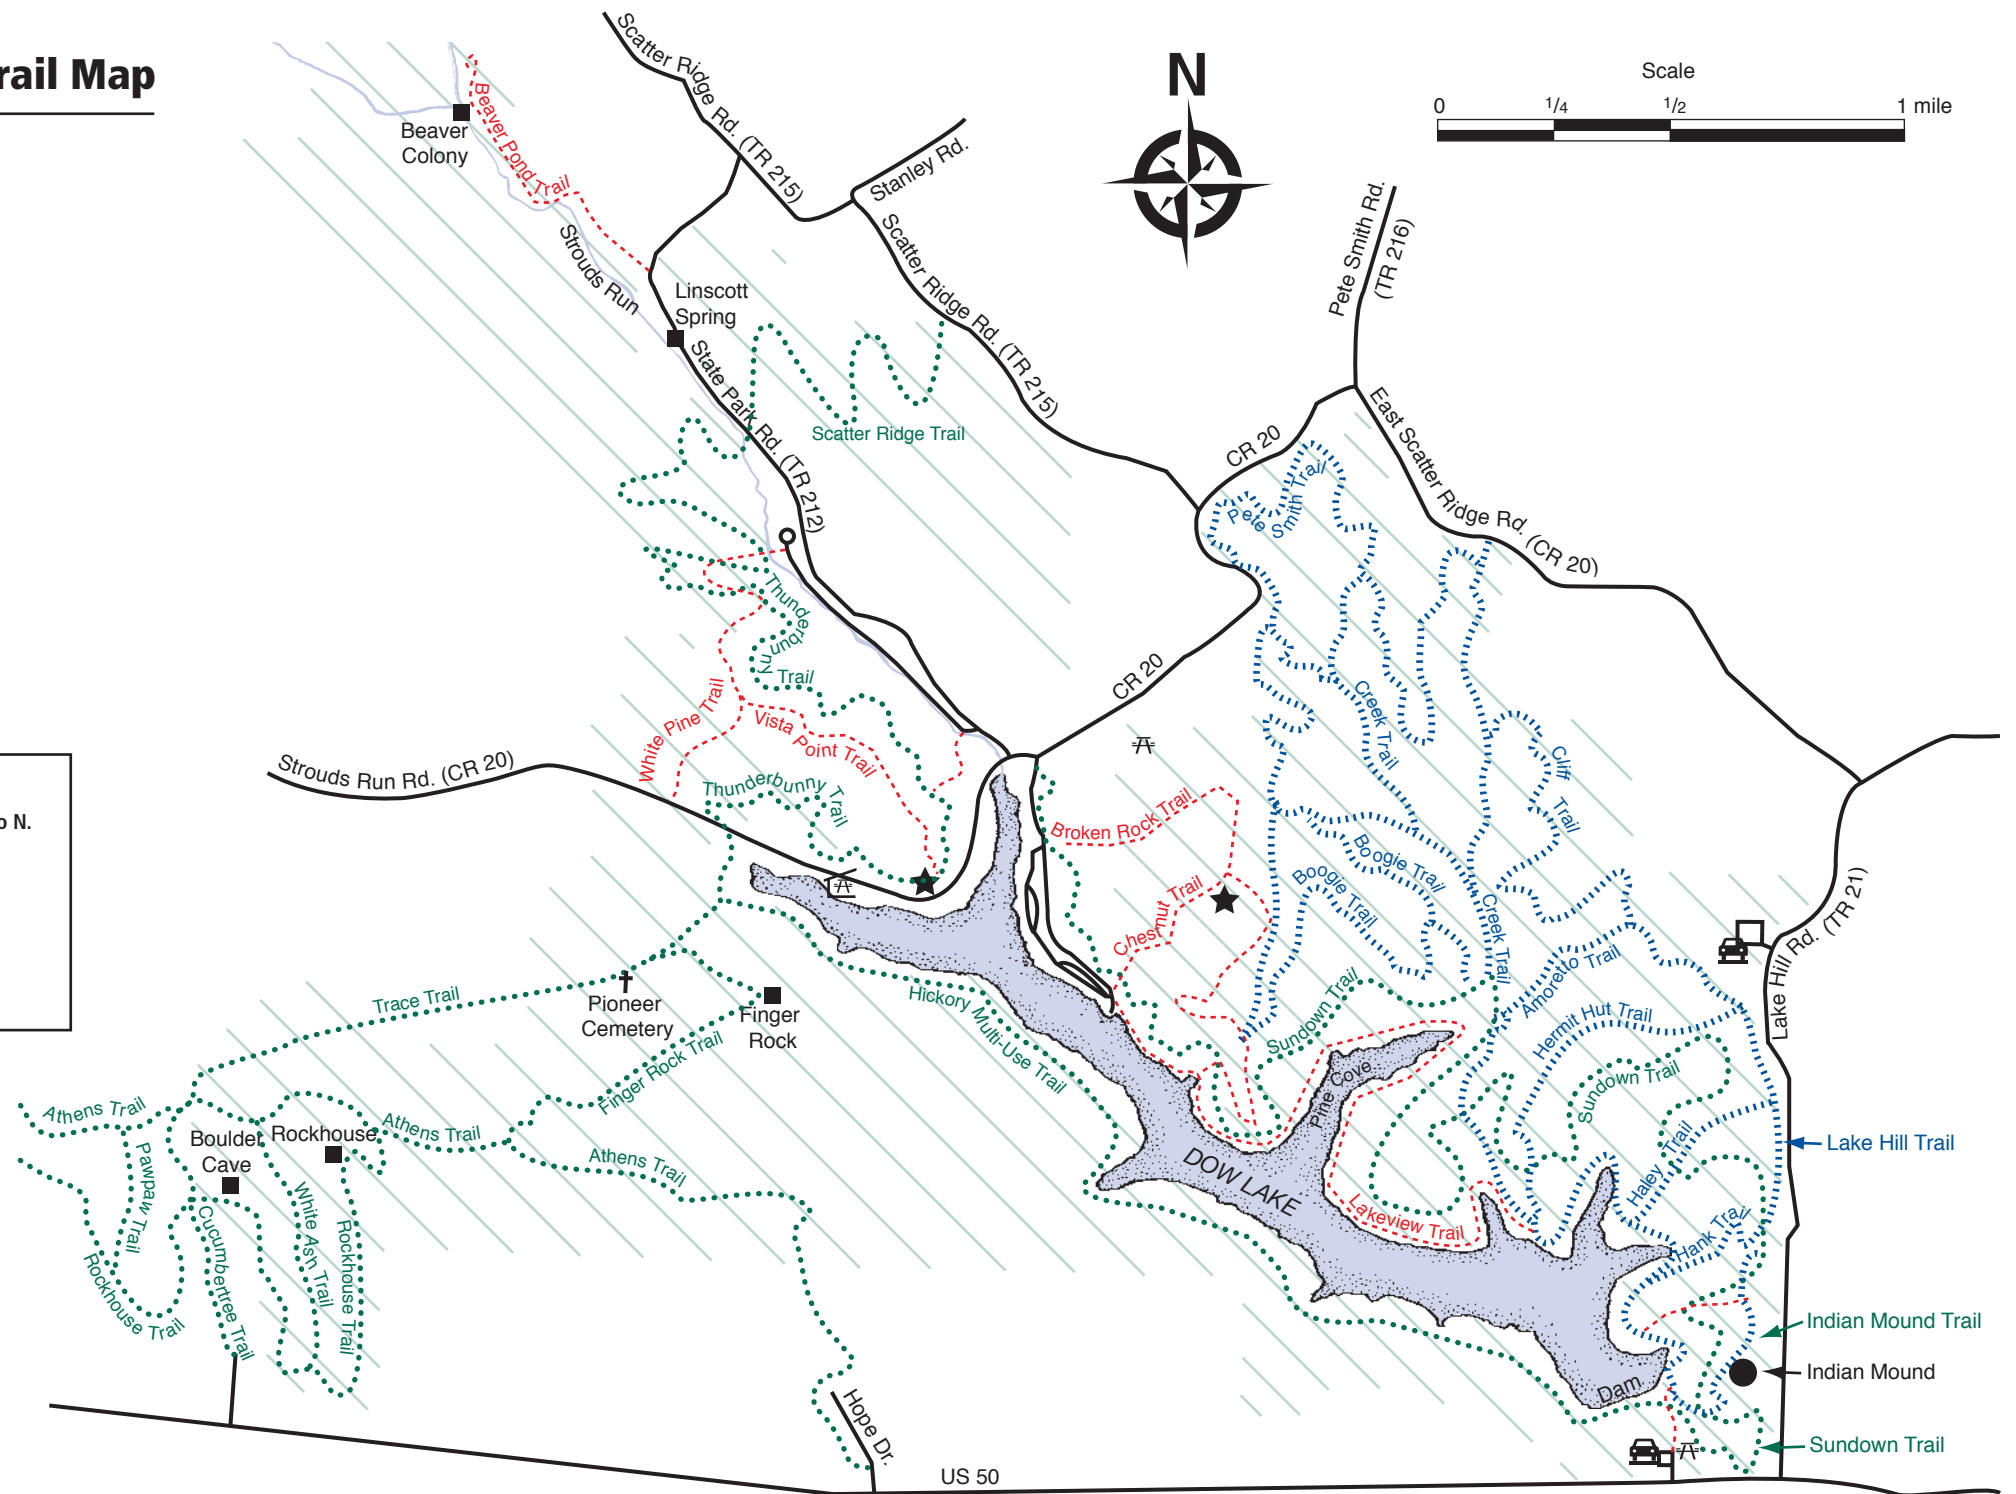 rail Map
Scatter Ridge Rd. (TR 215)
N
Scale
0 1/4 1/2 1 mile
Beaver
Colony
Beaver Pond Trail
Stanley Rd.
Strouds Run
Scatter Ridge Rd. (TR 215)
Pete Smith Rd.
(TR 216)
Linscott
Spring
State Park Rd. (TR 212)
Scatter Ridge Trail
CR 20
East Scatter Ridge Rd. (CR 20)
Pete Smith Trail
Thunderbunny
Trail
CR 20
White Pine Trail
Vista
Point Trail
Creek Trail
Cliff
Trail
Strouds Run Rd. (CR 20)
Thunderbunny
Trail
o N.
Broken Rock Trail
Boogie Trail
Boogie Trail
Chestnut Trail
Creek Trail
Lake Hill Rd. (TR 21)
Amoretto Trail
Trace Trail
Pioneer
Cemetery
Finger
Rock
Hickory Multi-Use Trail
Sundown Trail
Hermit Hut Trail
Finger Rock Trail
Pine Cove
Sundown Trail
Athens Trail
Athens Trail
Boulder
Cave
Rockhouse
Athens Trail
Lake Hill Trail
Pawpaw Trail
DOW LAKE
Haley Trail
White Ash Trail
Cucumbertree Trail
Rockhouse Trail
Lakeview Trail
Hank Trail
Rockhouse Trail
Indian Mound Trail
Indian Mound
Dam
Hope Dr.
Sundown Trail
US 50